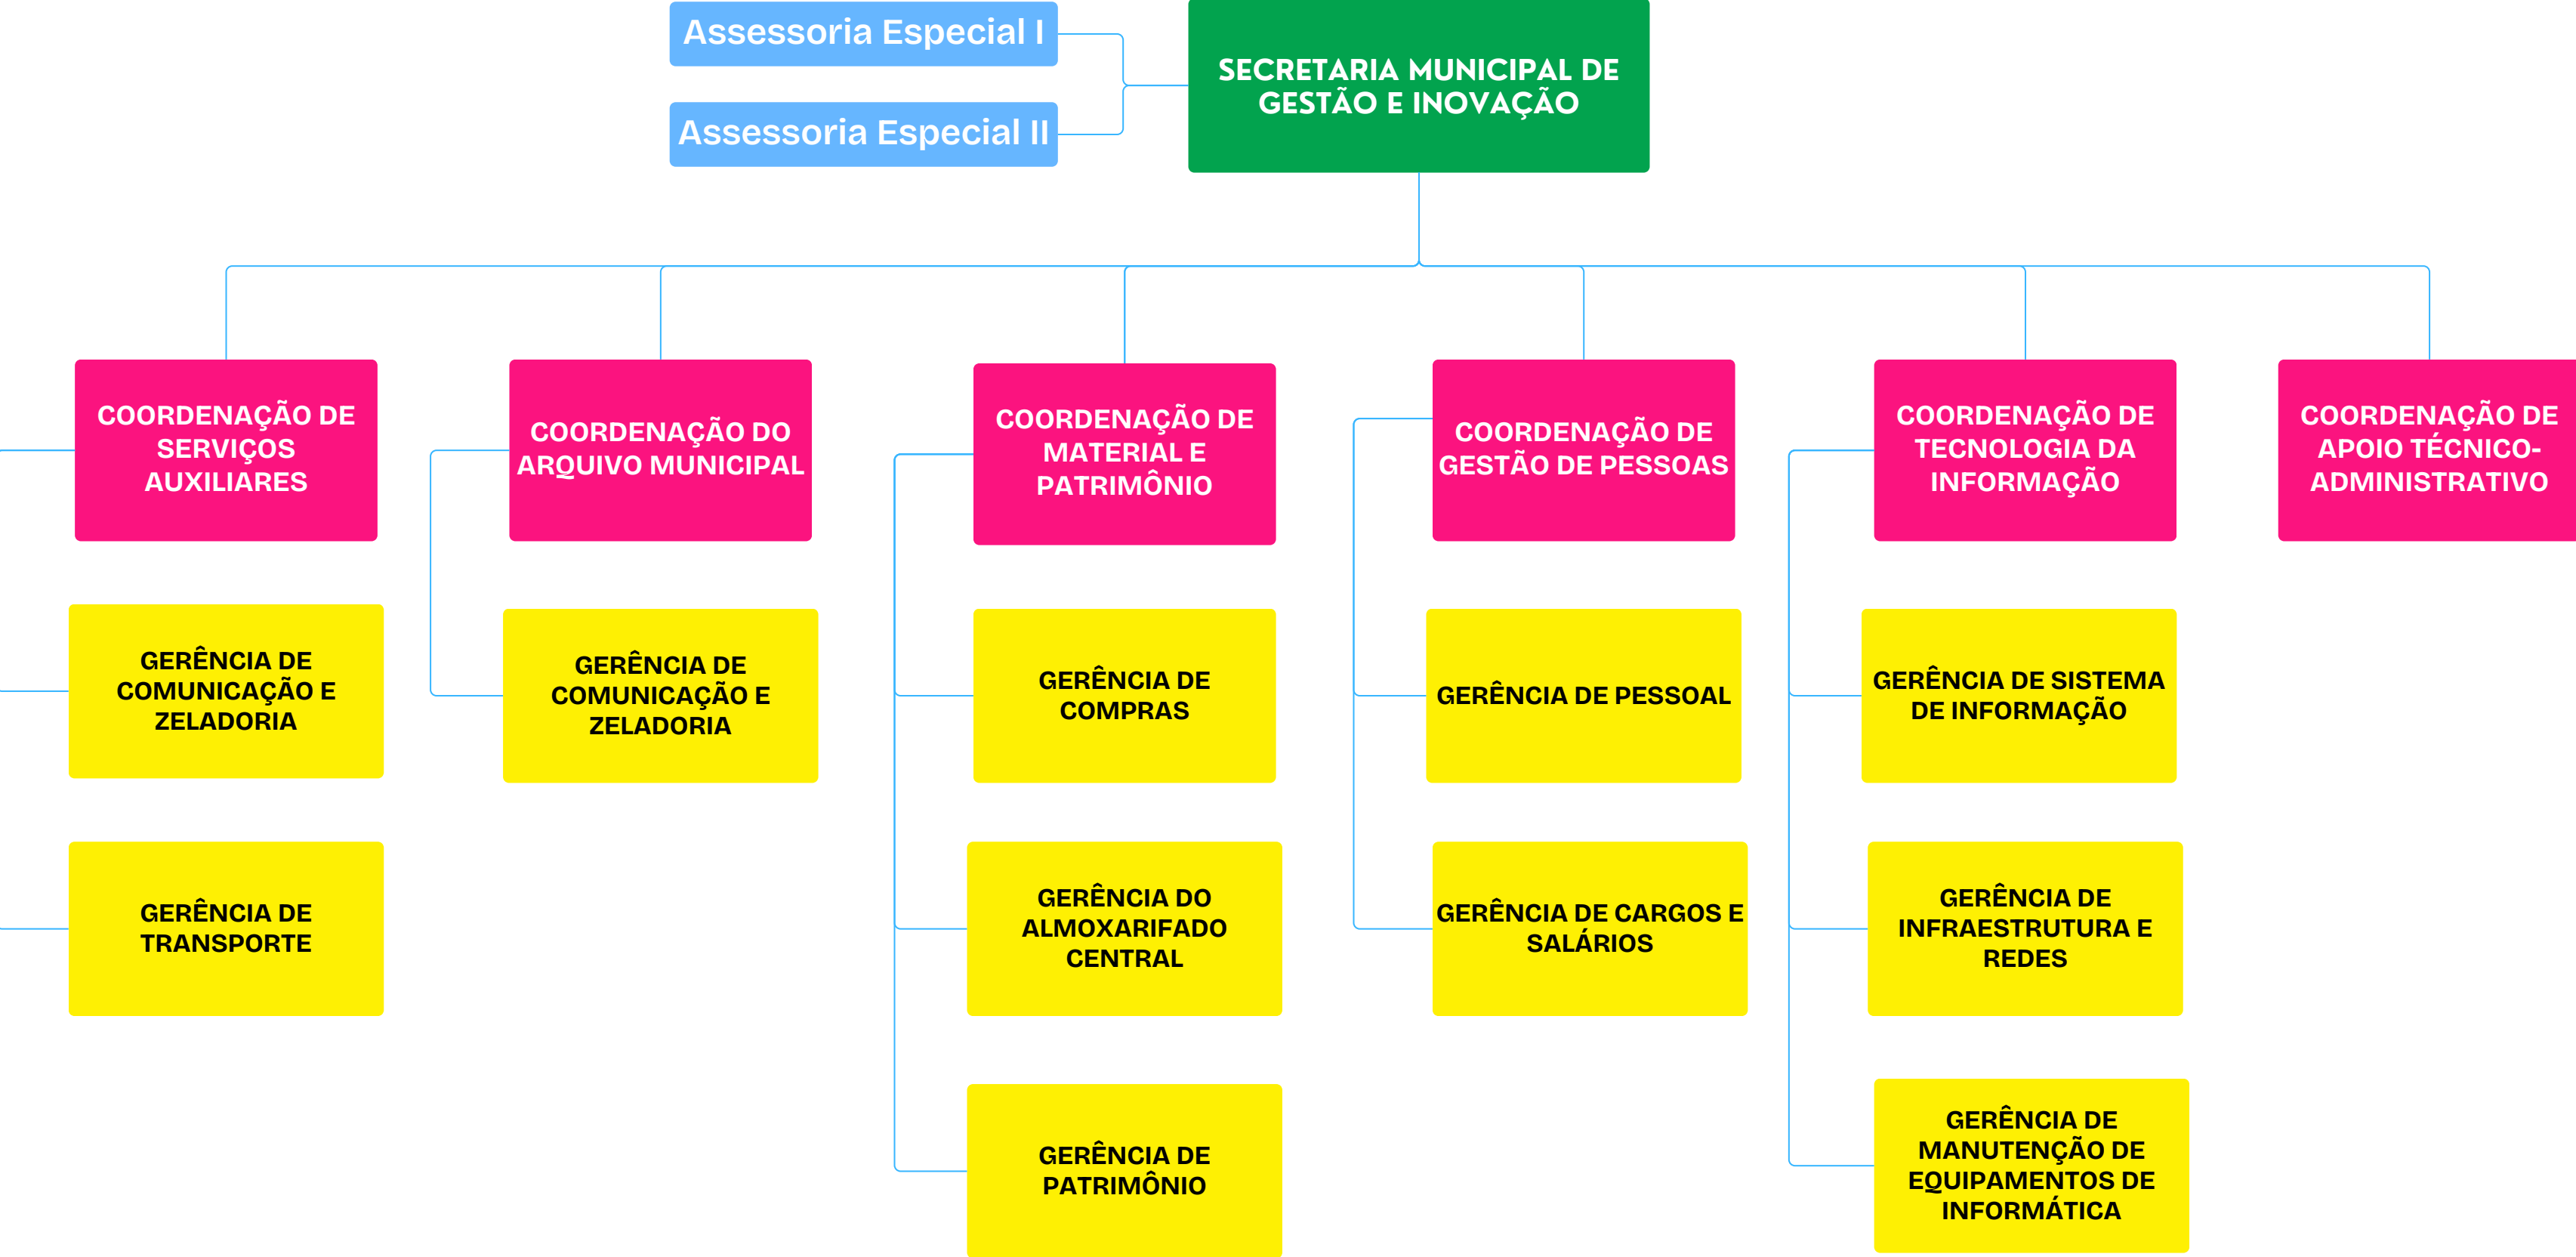 Assessoria Especial I
Assessoria Especial II
SECRETARIA MUNICIPAL DE
GESTÃO E INOVAÇÃO
COORDENAÇÃO DE
SERVIÇOS
AUXILIARES
COORDENAÇÃO DO
ARQUIVO MUNICIPAL
COORDENAÇÃO DE
MATERIAL E
PATRIMÔNIO
COORDENAÇÃO DE
GESTÃO DE PESSOAS
COORDENAÇÃO DE
TECNOLOGIA DA
INFORMAÇÃO
COORDENAÇÃO DE
APOIO TÉCNICO-
ADMINISTRATIVO
GERÊNCIA DE
COMUNICAÇÃO E
ZELADORIA
GERÊNCIA DE
COMUNICAÇÃO E
ZELADORIA
GERÊNCIA DE
COMPRAS
GERÊNCIA DE PESSOAL
GERÊNCIA DE SISTEMA
DE INFORMAÇÃO
GERÊNCIA DE
TRANSPORTE
GERÊNCIA DO
ALMOXARIFADO
CENTRAL
GERÊNCIA DE CARGOS E
SALÁRIOS
GERÊNCIA DE
INFRAESTRUTURA E
REDES
GERÊNCIA DE
PATRIMÔNIO
GERÊNCIA DE
MANUTENÇÃO DE
EQUIPAMENTOS DE
INFORMÁTICA